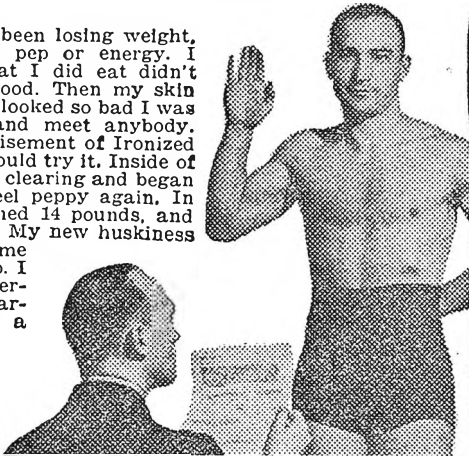 been losing weight,
pep or energy. I
at I did eat didn't
ood. Then my skin
looked so bad I was
and meet anybody.
isement of Ironized
ould try it. Inside of
clearing and began
eel peppy again. In
ned 14 pounds, and
My new huskiness
me
o. I
er-
ar-
a